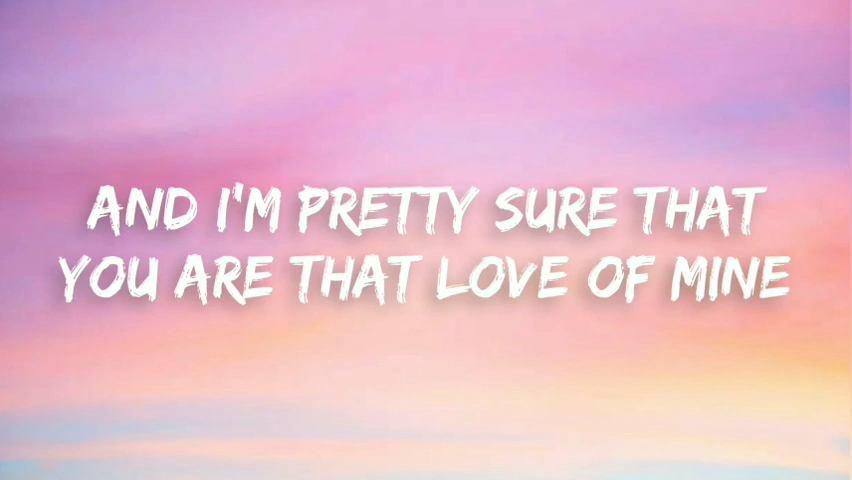 AND I'M PRETTY SURE THAT
YOU ARE THAT LOVE OF MINE